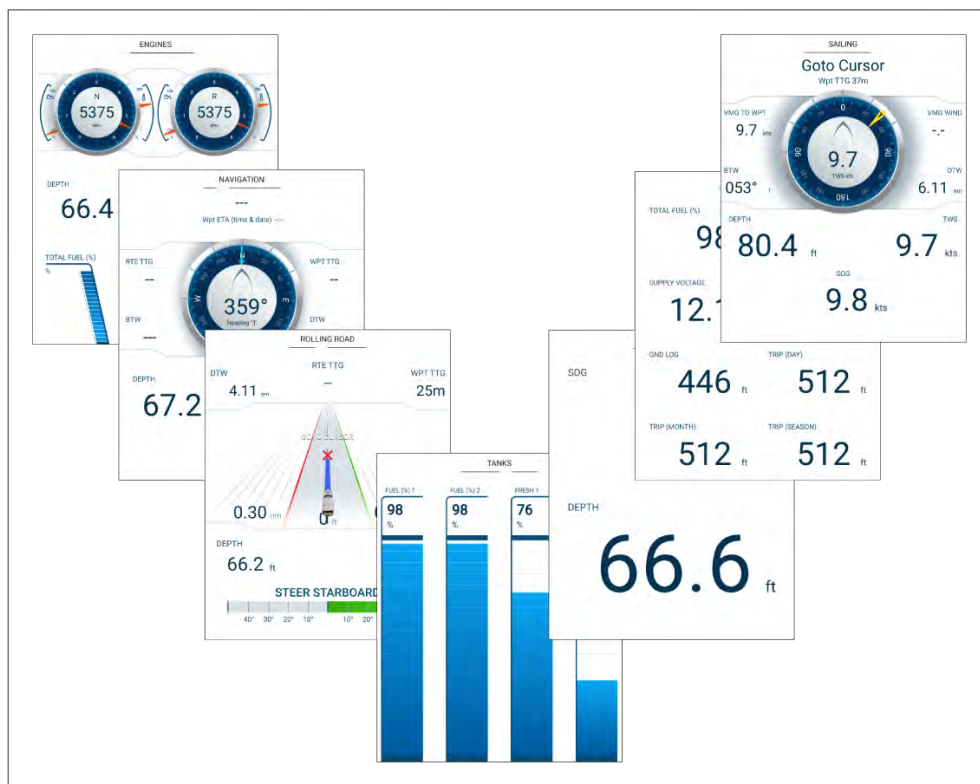 ENGINES
N
5375
R
5375
DEPTH
66.4
TOTAL FUEL (%)
%
NAVIGATION
---
Wpt ETA (time & date) --:--
RTE TTG
--
WPT TTG
--
W
E
359°
Heading °T
BTW
---
DTW
DEPTH
67.2
ROLLING ROAD
RTE TTG
--
DTW
4.11 nm
WPT TTG
25m
GOTO CURSOR
0.30 nm
0 ft
DEPTH
66.2 ft
STEER STARBOARD
40° 30° 20° 10° 10° 20°
TANKS
FUEL (%) 1
98
%
FUEL (%) 2
98
%
FRESH 1
76
%
SOG
DEPTH
66.6 ft
TOTAL FUEL (%)
SUPPLY VOLTAGE
12.
GND LOG
446 ft
TRIP (DAY)
512 ft
TRIP (MONTH)
512 ft
TRIP (SEASON)
512 ft
SAILING
Goto Cursor
Wpt TTG 37m
VMG TO WPT
9.7 kts
VMG WIND
-.-
0
90
90
180
9.7
TWS kts
BTW
053° T
DTW
6.11 nm
DEPTH
80.4 ft
TWS
9.7 kts
SOG
9.8 kts